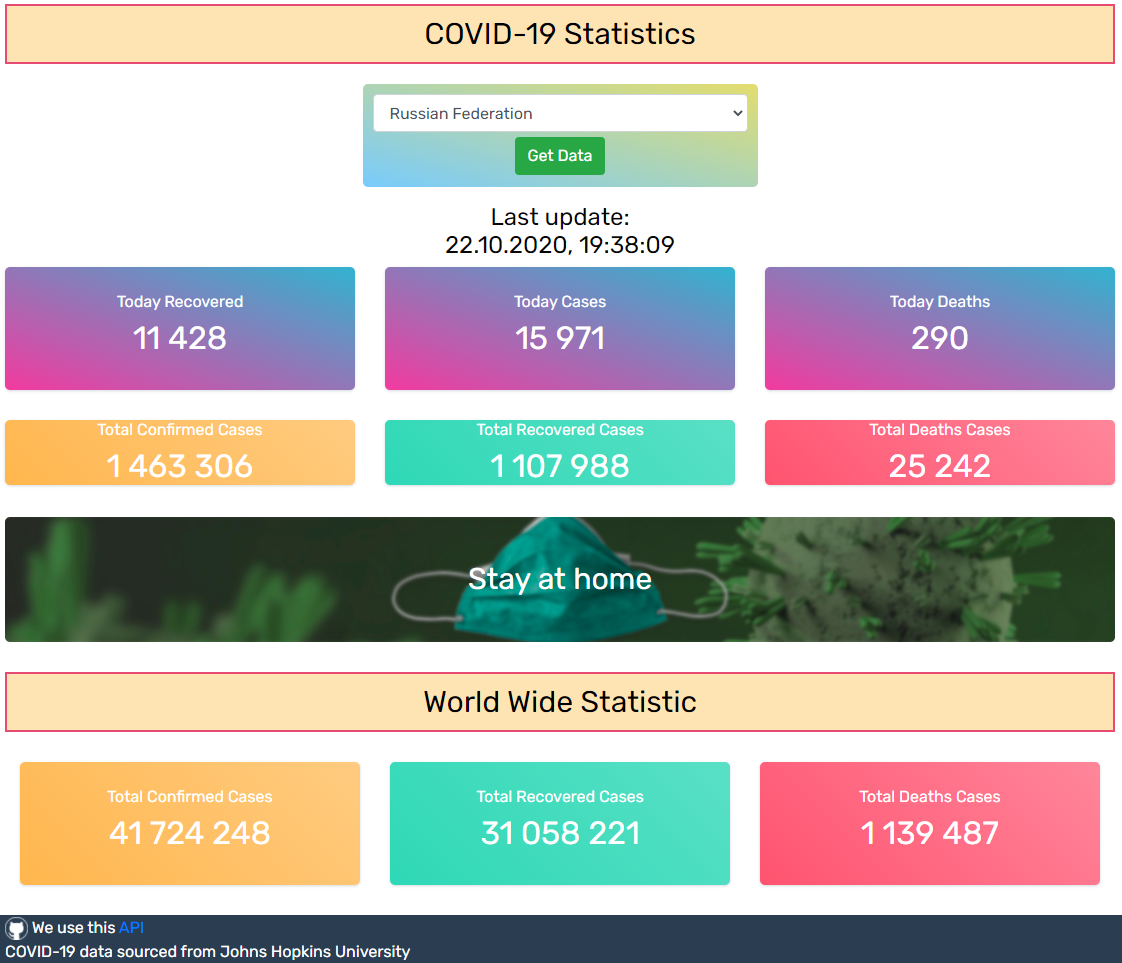 COVID-19 Statistics
Russian Federation
Get Data
Last update:
22.10.2020, 19:38:09
Today Recovered
11 428
Today Cases
15 971
Today Deaths
290
Total Confirmed Cases
1 463 306
Total Recovered Cases
1 107 988
Total Deaths Cases
25 242
Stay at home
World Wide Statistic
Total Confirmed Cases
41 724 248
Total Recovered Cases
31 058 221
Total Deaths Cases
1 139 487
We use this API
COVID-19 data sourced from Johns Hopkins University